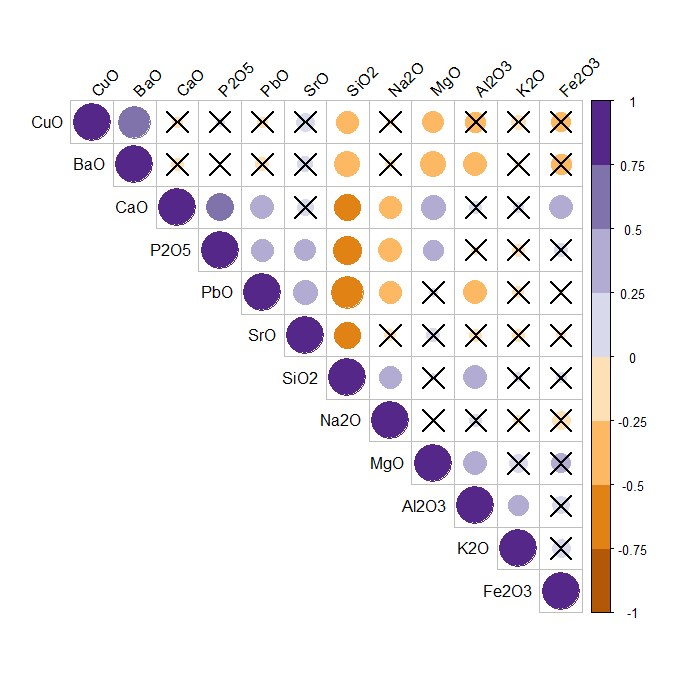 CuO
BaO
CaO
P2O5
PbO
SrO
SiO2
Na2O
MgO
Al2O3
K2O
Fe2O3
CuO
BaO
CaO
P2O5
PbO
SrO
SiO2
Na2O
MgO
Al2O3
K2O
Fe2O3
1
0.75
0.5
0.25
0
-0.25
-0.5
-0.75
-1